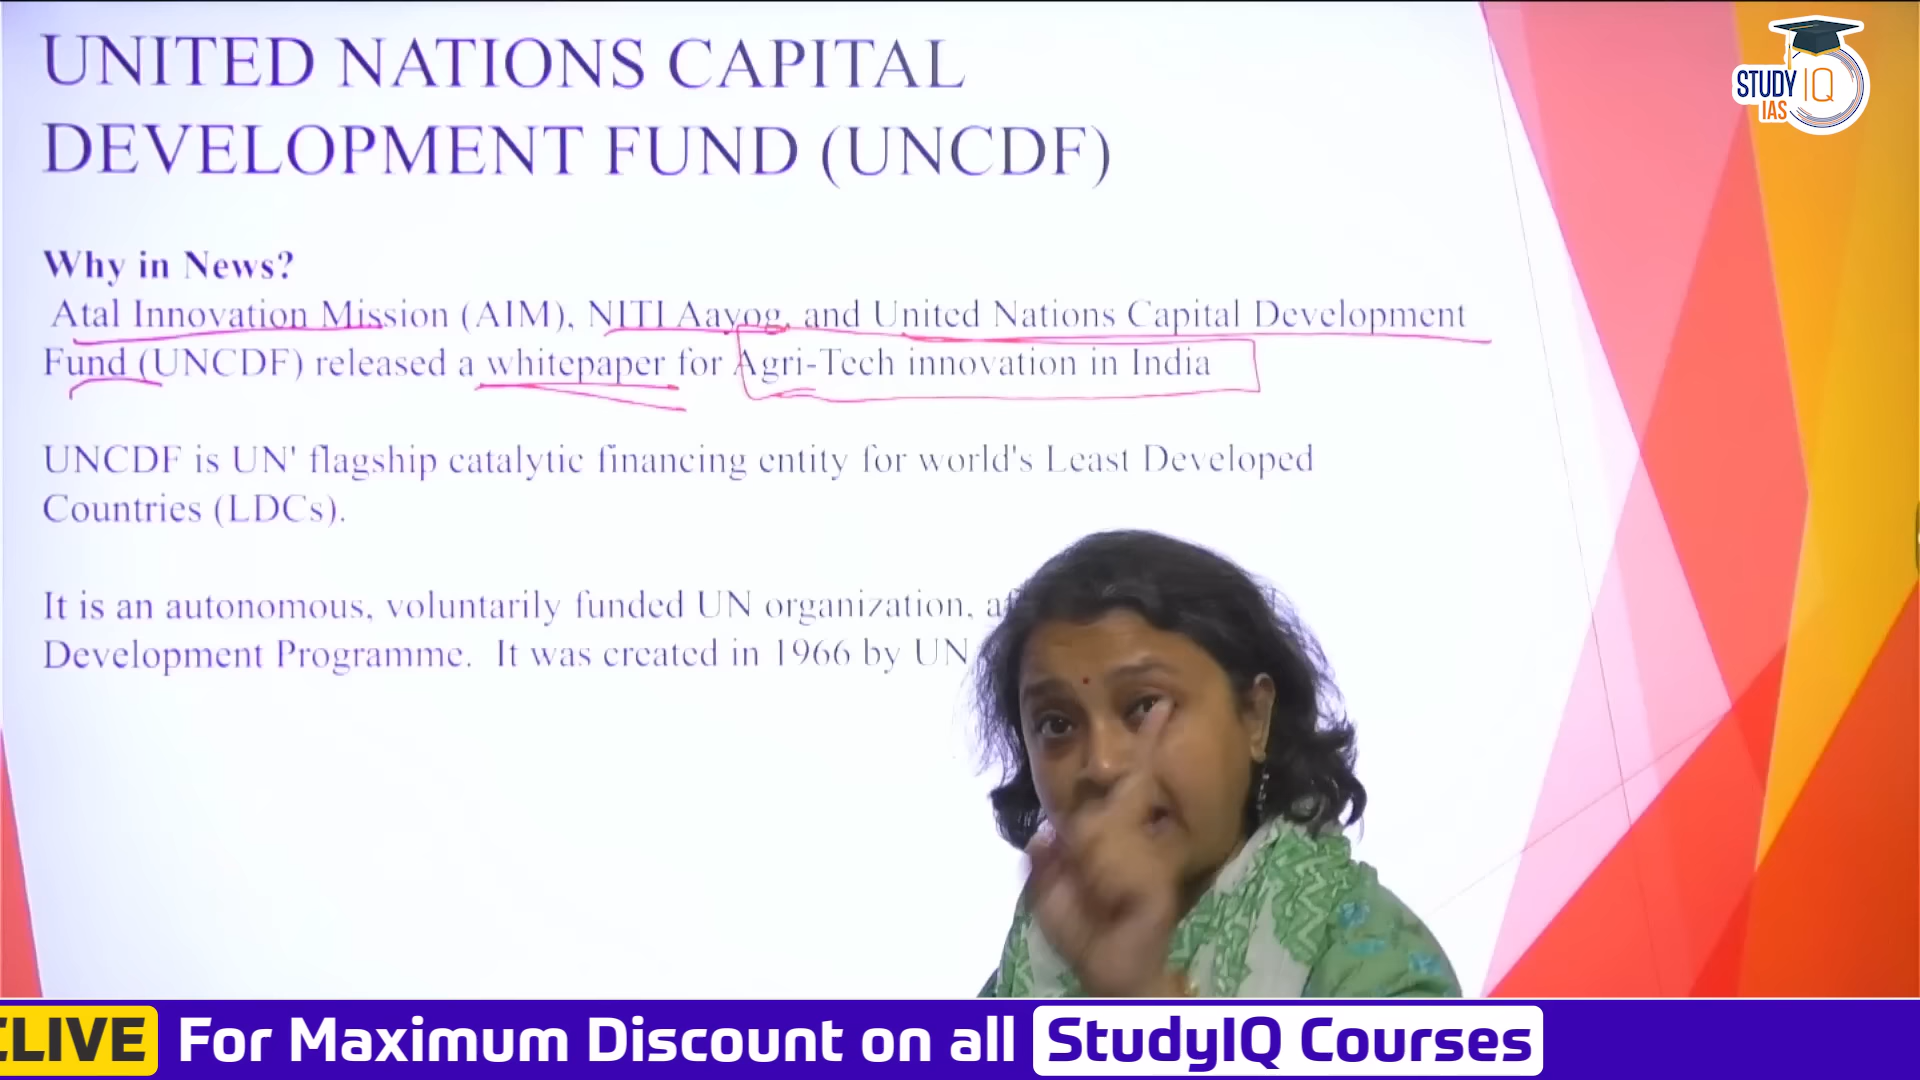 UNITED NATIONS CAPITAL
DEVELOPMENT FUND (UNCDF)
STUDY IQ
IAS
Why in News?
Atal Innovation Mission (AIM), NITI Aayog, and United Nations Capital Development
Fund (UNCDF) released a whitepaper for Agri-Tech innovation in India
UNCDF is UN' flagship catalytic financing entity for world's Least Developed
Countries (LDCs).
It is an autonomous, voluntarily funded UN organization,
Development Programme. It was created in 1966 by UN
LIVE For Maximum Discount on all StudyIQ Courses